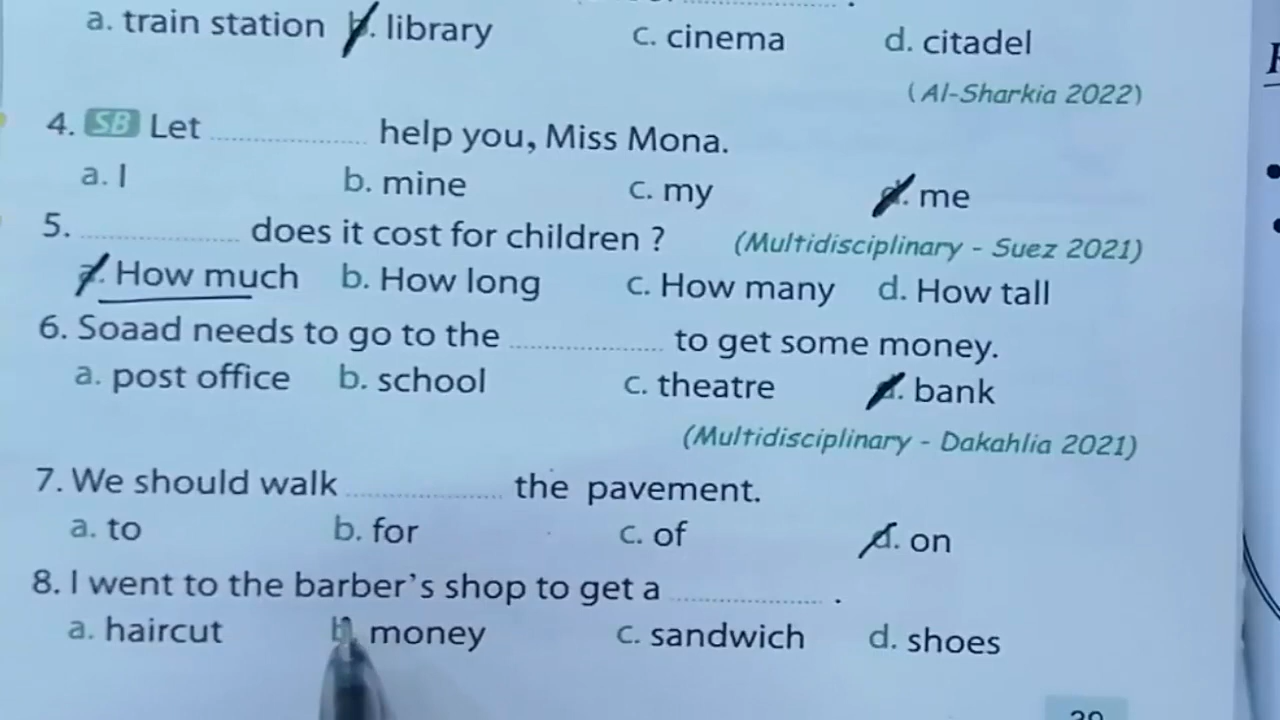 a. train station b. library c. cinema d. citadel
(Al-Sharkia 2022)
4. SB Let .............. help you, Miss Mona.
a. I b. mine c. my d. me
5. .............. does it cost for children ? (Multidisciplinary - Suez 2021)
a. How much b. How long c. How many d. How tall
6. Soaad needs to go to the .............. to get some money.
a. post office b. school c. theatre d. bank
(Multidisciplinary - Dakahlia 2021)
7. We should walk .............. the pavement.
a. to b. for c. of d. on
8. I went to the barber's shop to get a .............. .
a. haircut b. money c. sandwich d. shoes